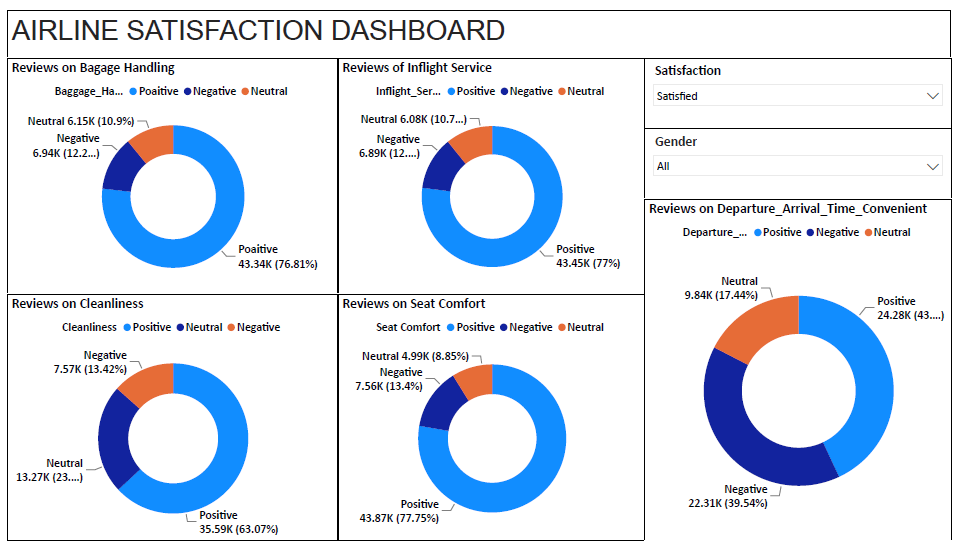 AIRLINE SATISFACTION DASHBOARD
Reviews on Bagage Handling
Baggage_Ha... Poaitive Negative Neutral
Neutral 6.15K (10.9%)
Negative
6.94K (12.2...)
Poaitive
43.34K (76.81%)
Reviews of Inflight Service
Inflight_Ser... Positive Negative Neutral
Neutral 6.08K (10.7...)
Negative
6.89K (12....)
Positive
43.45K (77%)
Satisfaction
Satisfied
Gender
All
Reviews on Departure_Arrival_Time_Convenient
Departure_... Positive Negative Neutral
Neutral
9.84K (17.44%)
Positive
24.28K (43....)
Negative
22.31K (39.54%)
Reviews on Cleanliness
Cleanliness Positive Neutral Negative
Negative
7.57K (13.42%)
Neutral
13.27K (23....)
Positive
35.59K (63.07%)
Reviews on Seat Comfort
Seat Comfort Positive Negative Neutral
Neutral 4.99K (8.85%)
Negative
7.56K (13.4%)
Positive
43.87K (77.75%)